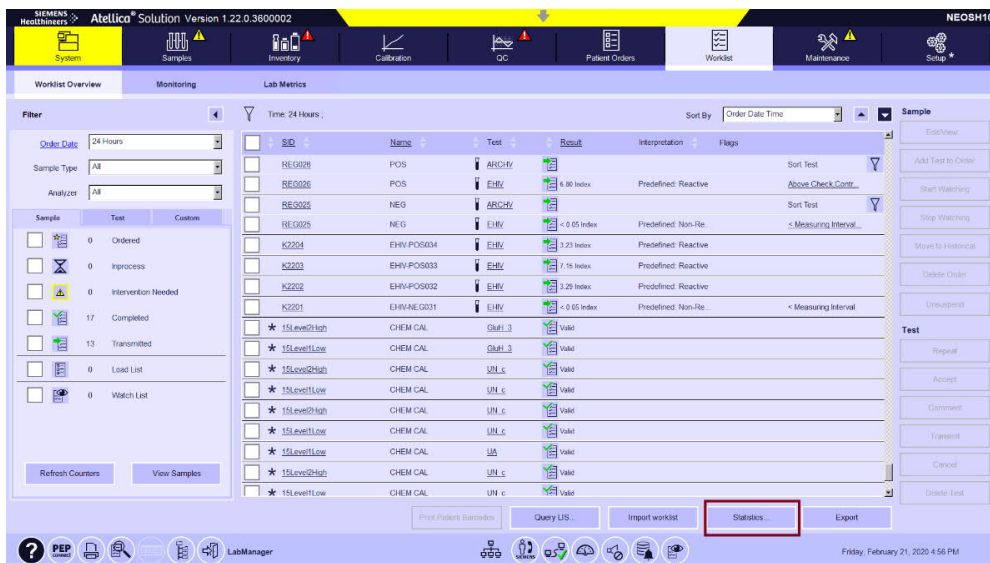 SIEMENS
Healthineers
Atellica® Solution Version 1.22.0.3600002
NEOSH10
System
Samples
Inventory
Calibration
QC
Patient Orders
Worklist
Maintenance
Setup *
Worklist Overview
Monitoring
Lab Metrics
Filter
Time: 24 Hours ;
Sort By Order Date Time
Order Date 24 Hours
Sample Type All
Analyzer All
Sample Test Custom
0 Ordered
0 Inprocess
0 Intervention Needed
17 Completed
13 Transmitted
0 Load List
0 Watch List
Refresh Counters
View Samples
SID Name Test Result Interpretation Flags
REG026 POS ARCHV Sort Test
REG026 POS EHIV 6.80 Index Predefined: Reactive Above Check,Contr...
REG025 NEG ARCHV Sort Test
REG025 NEG EHIV < 0.05 Index Predefined: Non-Re... < Measuring Interval...
K2204 EHIV-POS034 EHIV 3.23 Index Predefined: Reactive
K2203 EHIV-POS033 EHIV 7.15 Index Predefined: Reactive
K2202 EHIV-POS032 EHIV 3.29 Index Predefined: Reactive
K2201 EHIV-NEG031 EHIV < 0.05 Index Predefined: Non-Re... < Measuring Interval
* 15Level2High CHEM CAL GluH_3 Valid
* 15Level1Low CHEM CAL GluH_3 Valid
* 15Level2High CHEM CAL UN_c Valid
* 15Level1Low CHEM CAL UN_c Valid
* 15Level2High CHEM CAL UN_c Valid
* 15Level1Low CHEM CAL UA Valid
* 15Level2High CHEM CAL UN_c Valid
* 15Level1Low CHEM CAL UN_c Valid
Sample
Edit/View
Add Test to Order
Start Watching
Stop Watching
Move to Historical
Delete Order
Unsuspend
Test
Repeat
Accept
Comment
Transmit
Cancel
Delete Test
Print Patient Barcodes
Query LIS...
Import worklist
Statistics...
Export
?
PEP
CONNECT
LabManager
SIEMENS
Friday, February 21, 2020 4:56 PM